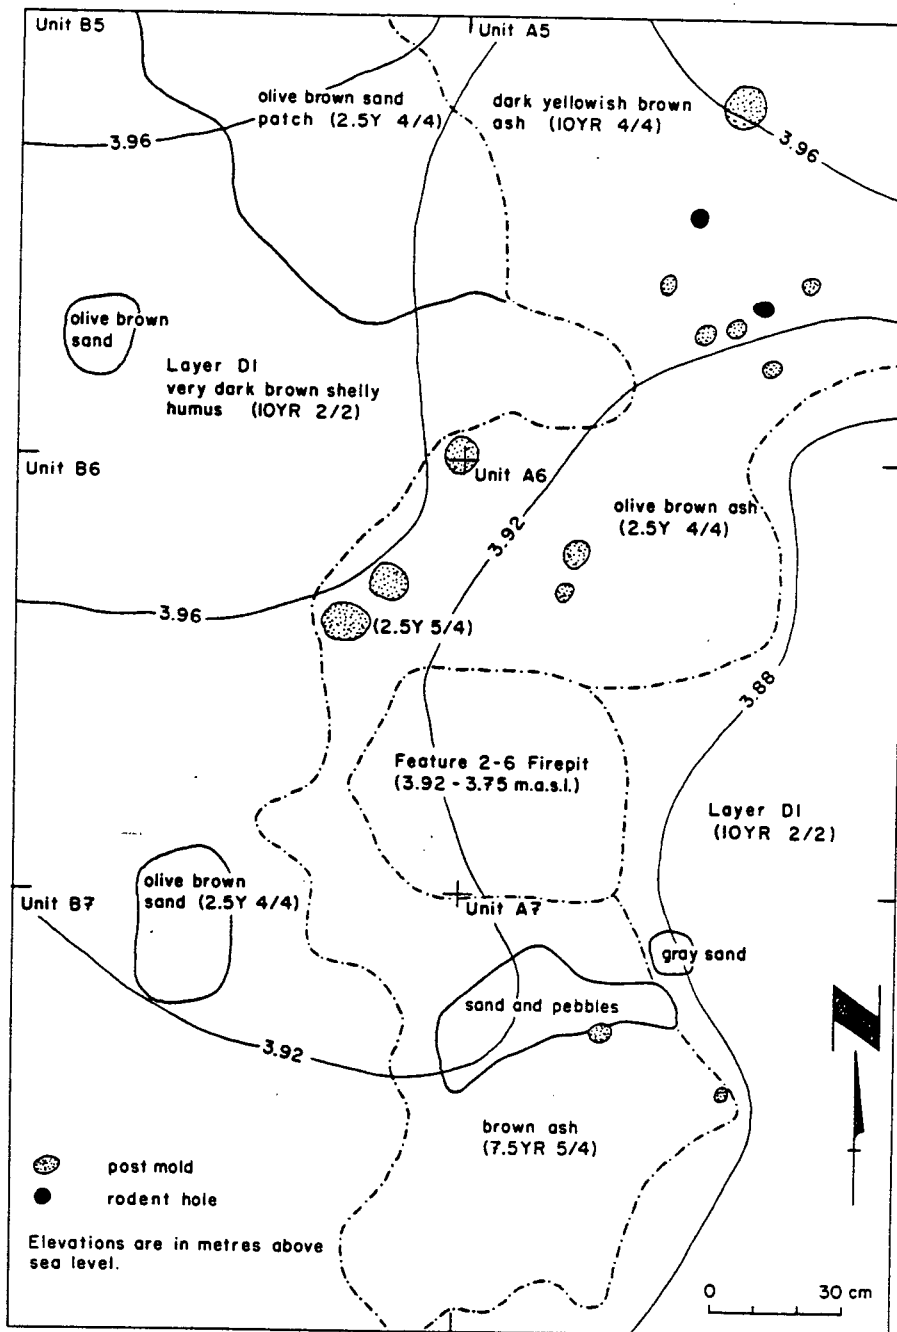 Unit B5
Unit A5
olive brown sand
patch (2.5Y 4/4)
dark yellowish brown
ash (10YR 4/4)
3.96
3.96
olive brown
sand
Layer D1
very dark brown shelly
humus (10YR 2/2)
Unit B6
Unit A6
olive brown ash
(2.5Y 4/4)
3.92
3.96
(2.5Y 5/4)
3.88
Feature 2-6 Firepit
(3.92 - 3.75 m.a.s.l.)
Layer D1
(10YR 2/2)
olive brown
sand (2.5Y 4/4)
Unit B7
Unit A7
gray sand
sand and pebbles
3.92
N
brown ash
(7.5YR 5/4)
post mold
rodent hole
Elevations are in metres above
sea level.
0 30 cm